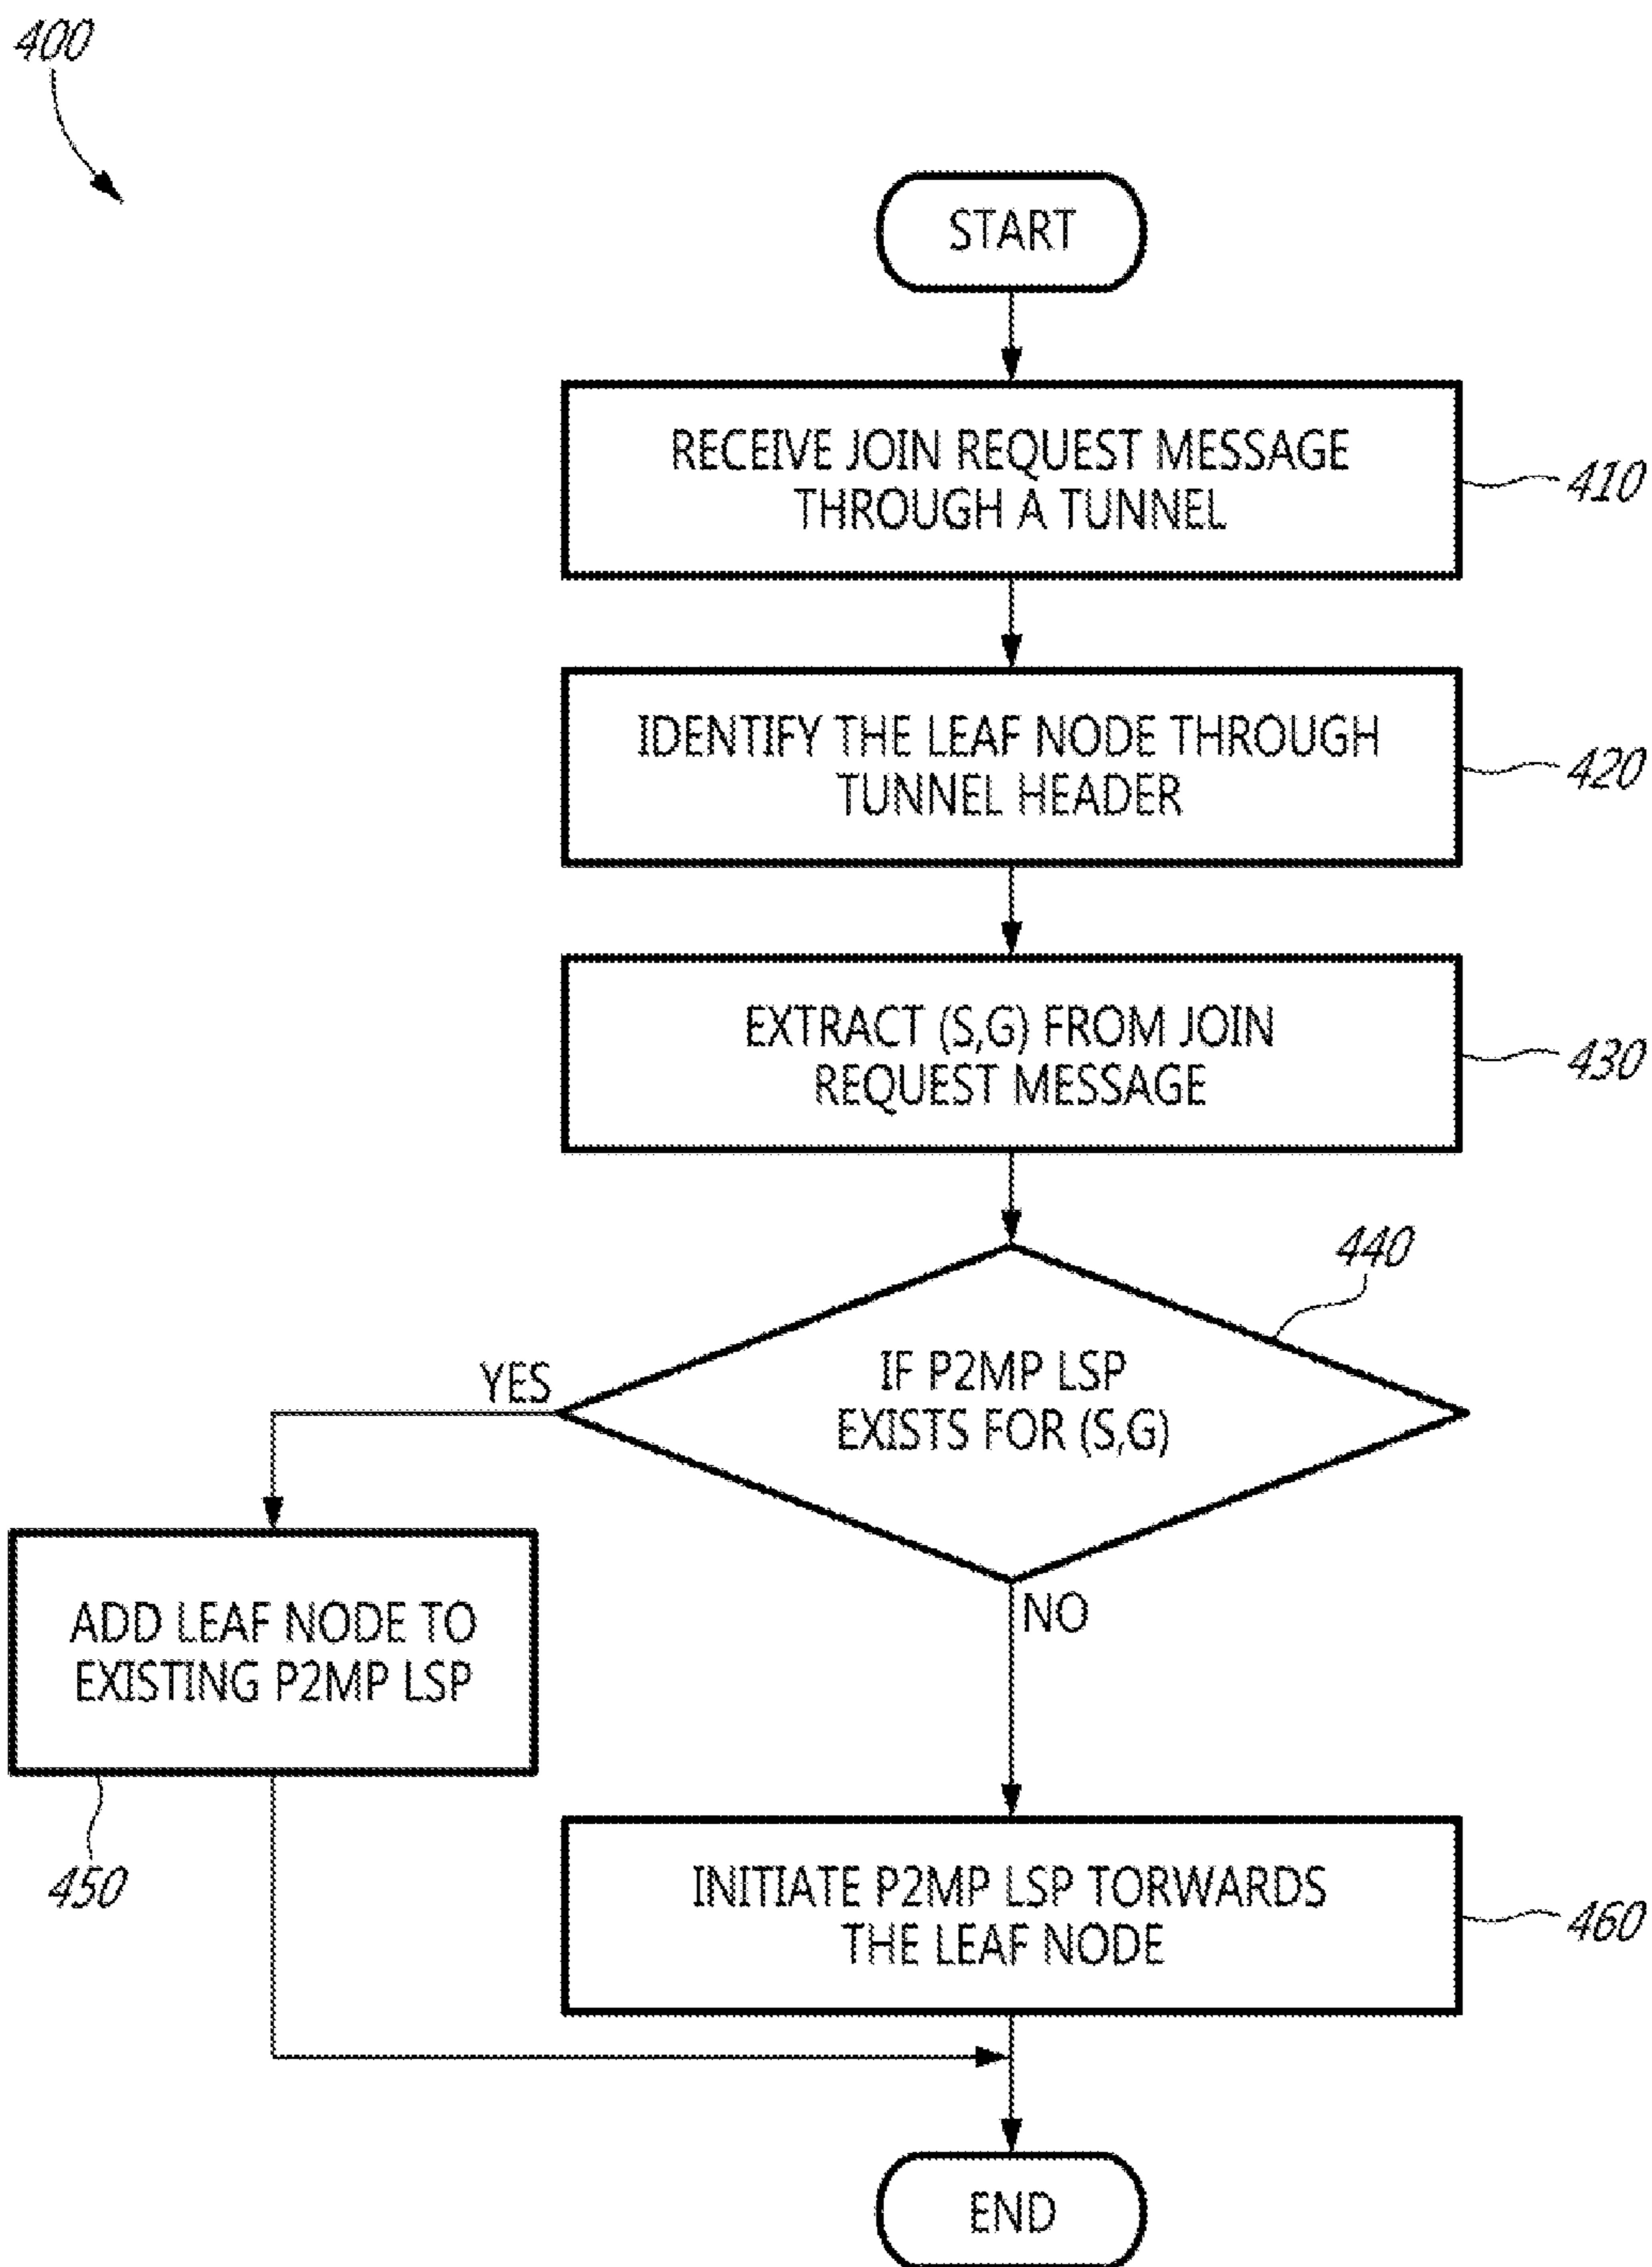 400
START
RECEIVE JOIN REQUEST MESSAGE
THROUGH A TUNNEL
410
IDENTIFY THE LEAF NODE THROUGH
TUNNEL HEADER
420
EXTRACT (S,G) FROM JOIN
REQUEST MESSAGE
430
440
IF P2MP LSP
EXISTS FOR (S,G)
YES
NO
ADD LEAF NODE TO
EXISTING P2MP LSP
450
INITIATE P2MP LSP TORWARDS
THE LEAF NODE
460
END